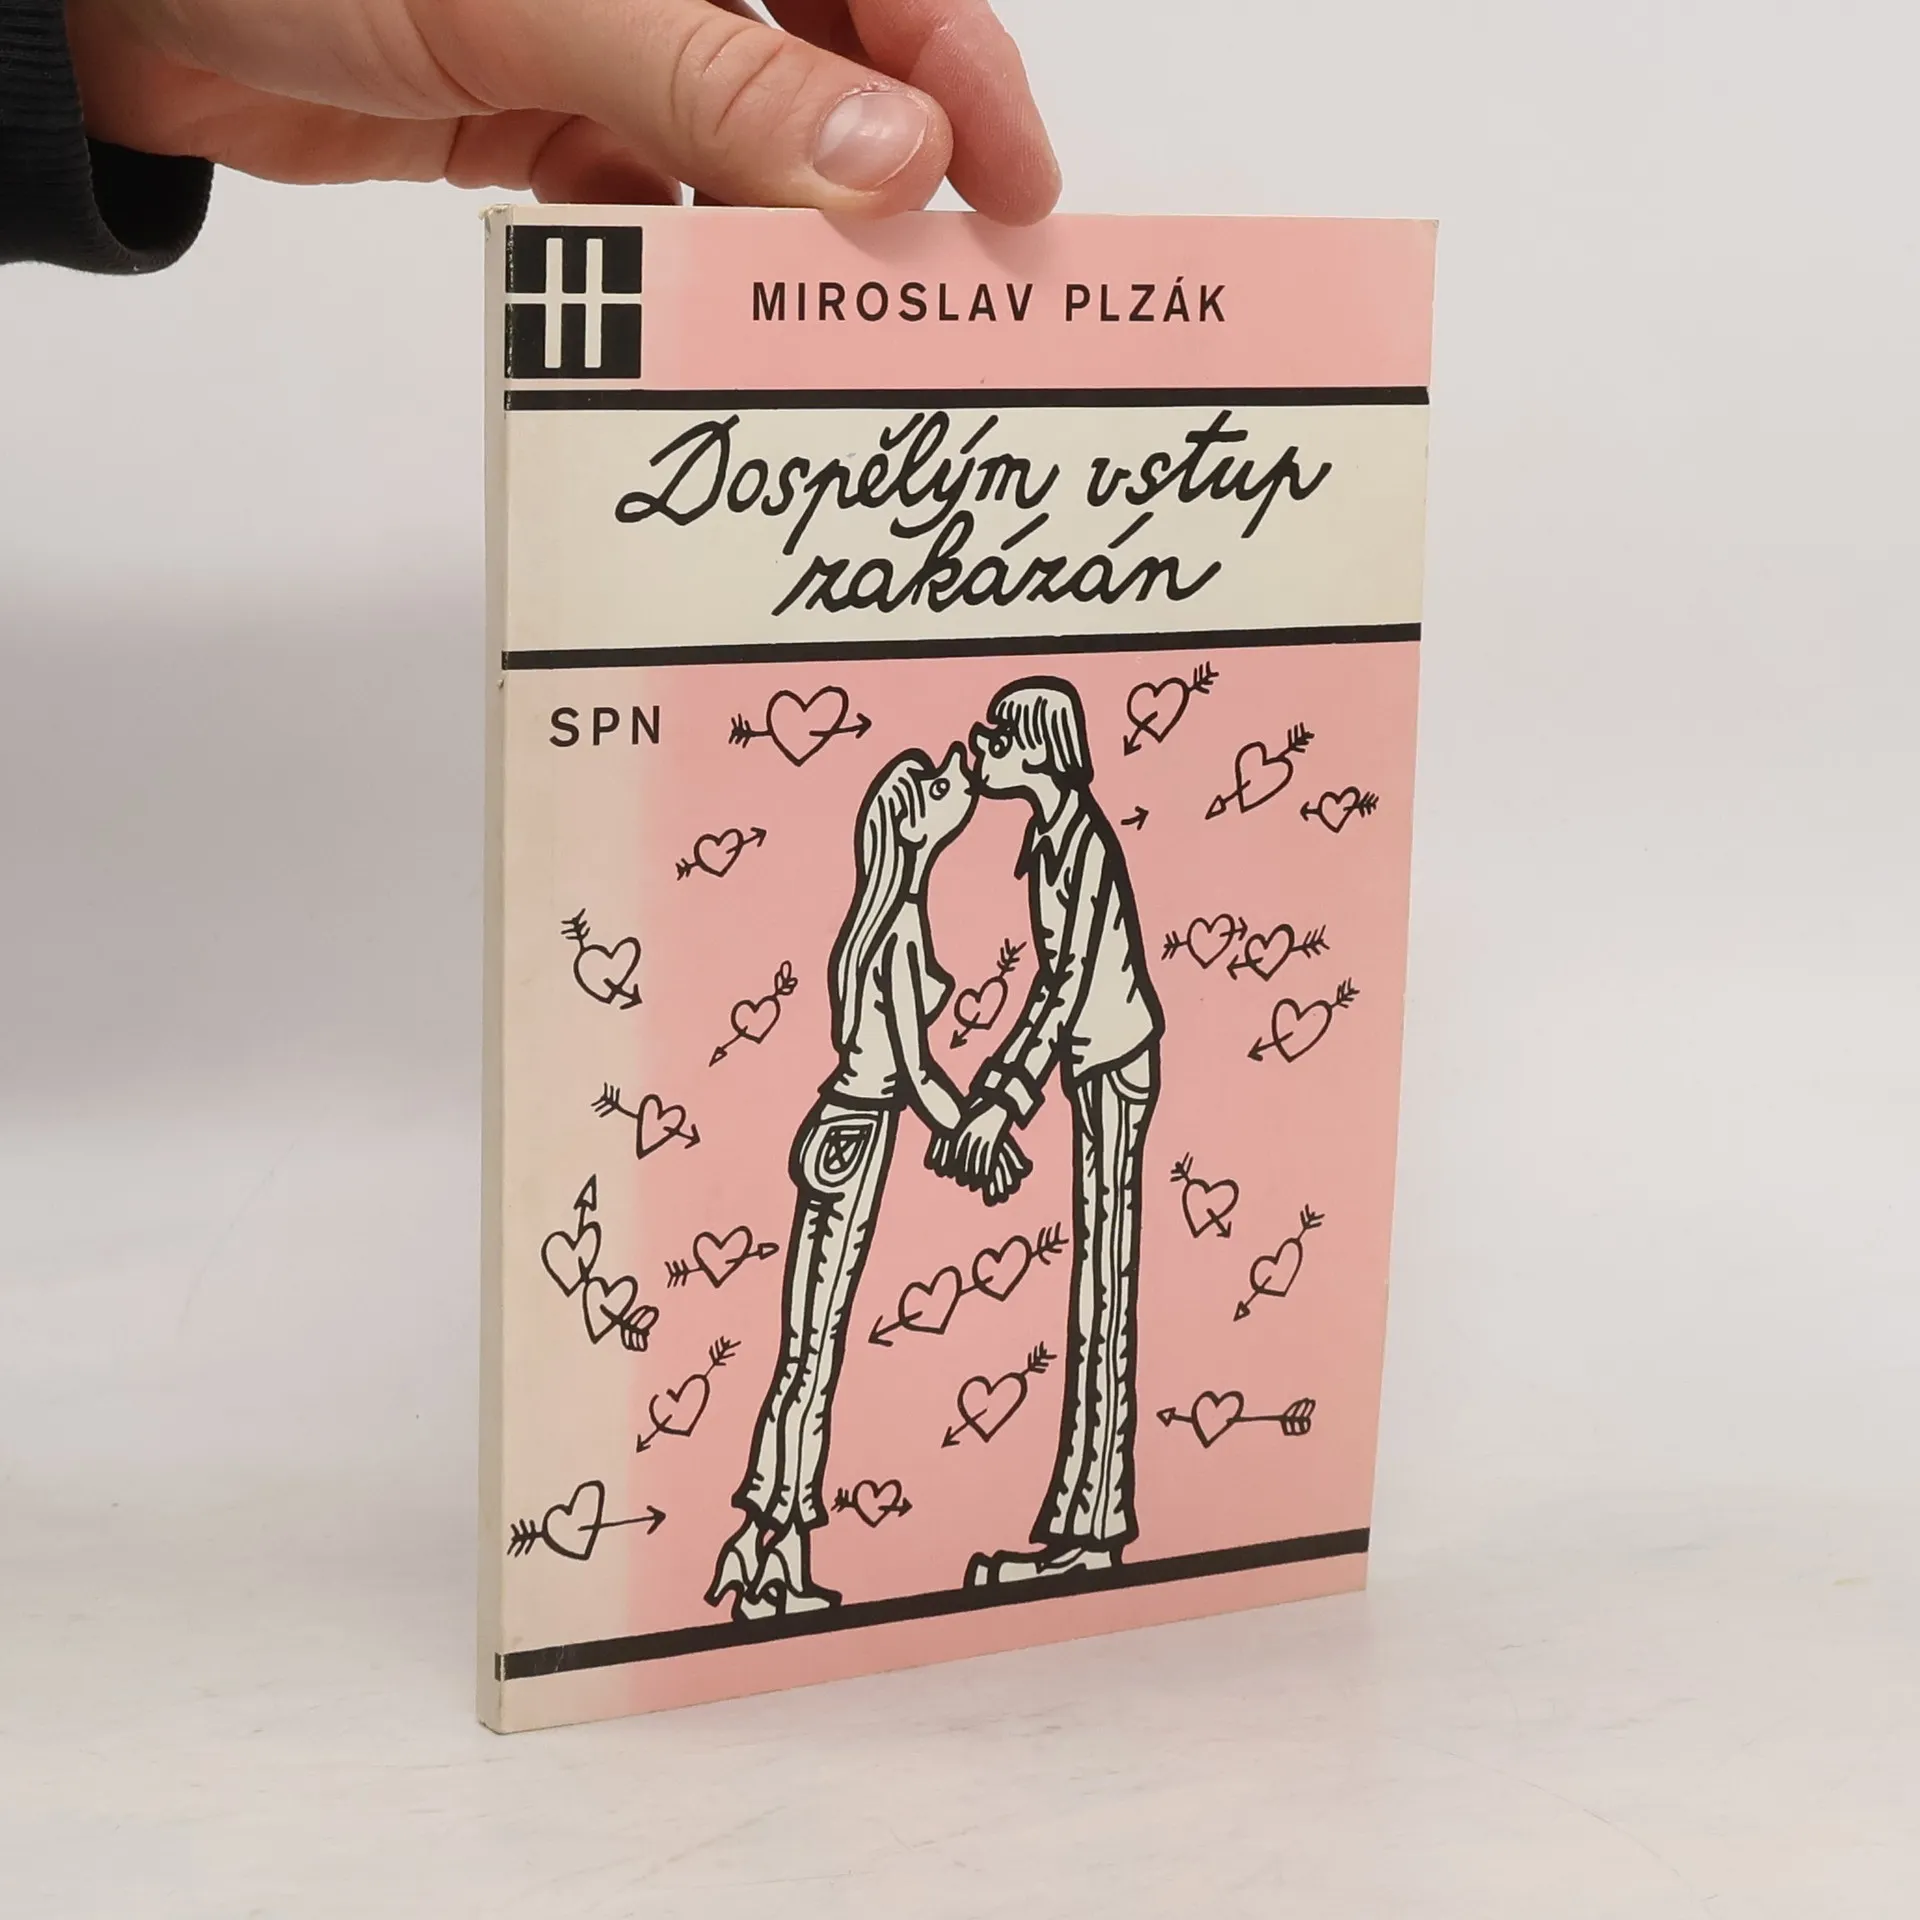 MIROSLAV PLZÁK
Dospělým vstup
zakázán
SPN